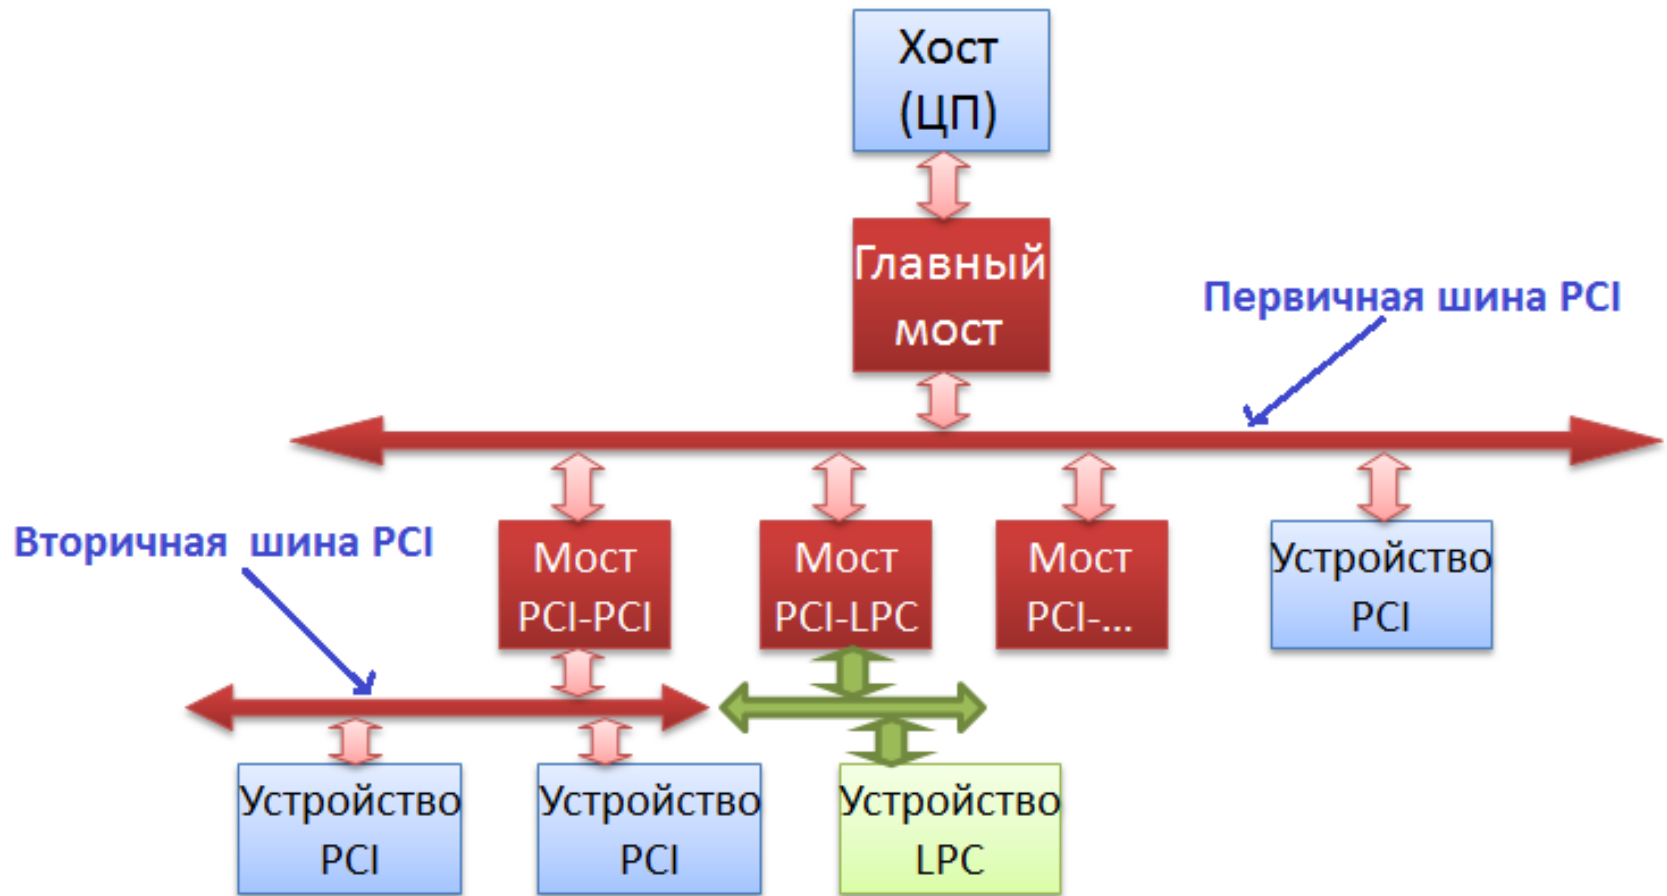 Хост
(ЦП)
Главный
мост
Первичная шина PCI
Вторичная шина PCI
Мост
PCI-PCI
Мост
PCI-LPC
Мост
PCI-...
Устройство
PCI
Устройство
PCI
Устройство
PCI
Устройство
LPC